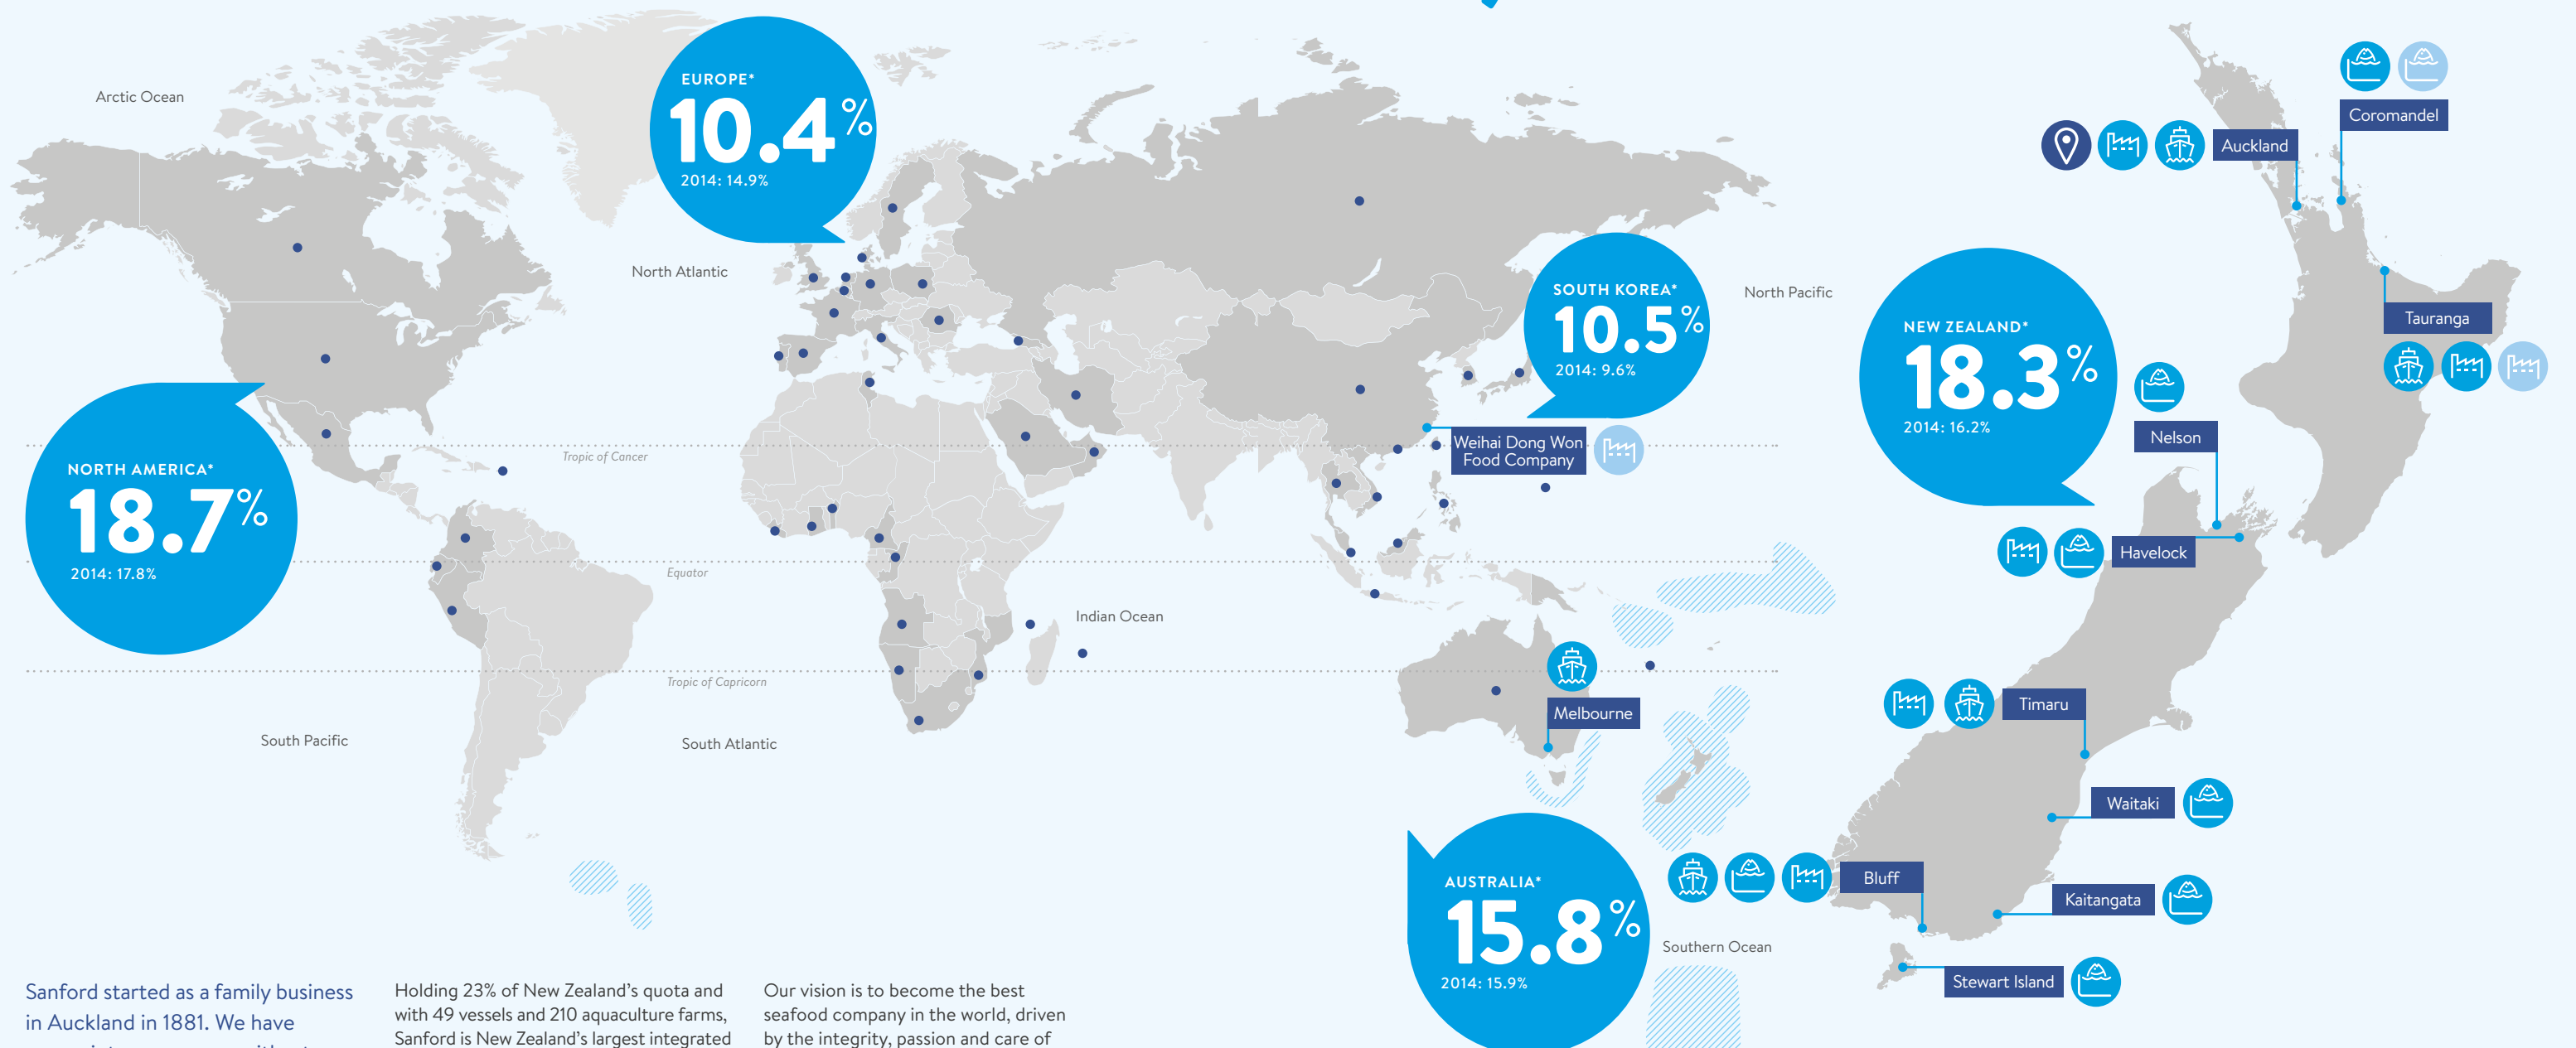 Arctic Ocean
EUROPE*
10.4%
2014: 14.9%
North Atlantic
SOUTH KOREA*
10.5%
2014: 9.6%
North Pacific
NORTH AMERICA*
18.7%
2014: 17.8%
Tropic of Cancer
Weihai Dong Won
Food Company
Equator
Indian Ocean
Tropic of Capricorn
South Pacific
South Atlantic
Melbourne
AUSTRALIA*
15.8%
2014: 15.9%
Southern Ocean
NEW ZEALAND*
18.3%
2014: 16.2%
Coromandel
Auckland
Tauranga
Nelson
Havelock
Timaru
Waitaki
Bluff
Kaitangata
Stewart Island
Sanford started as a family business
in Auckland in 1881. We have
Holding 23% of New Zealand's quota and
with 49 vessels and 210 aquaculture farms,
Sanford is New Zealand's largest integrated
Our vision is to become the best
seafood company in the world, driven
by the integrity, passion and care of